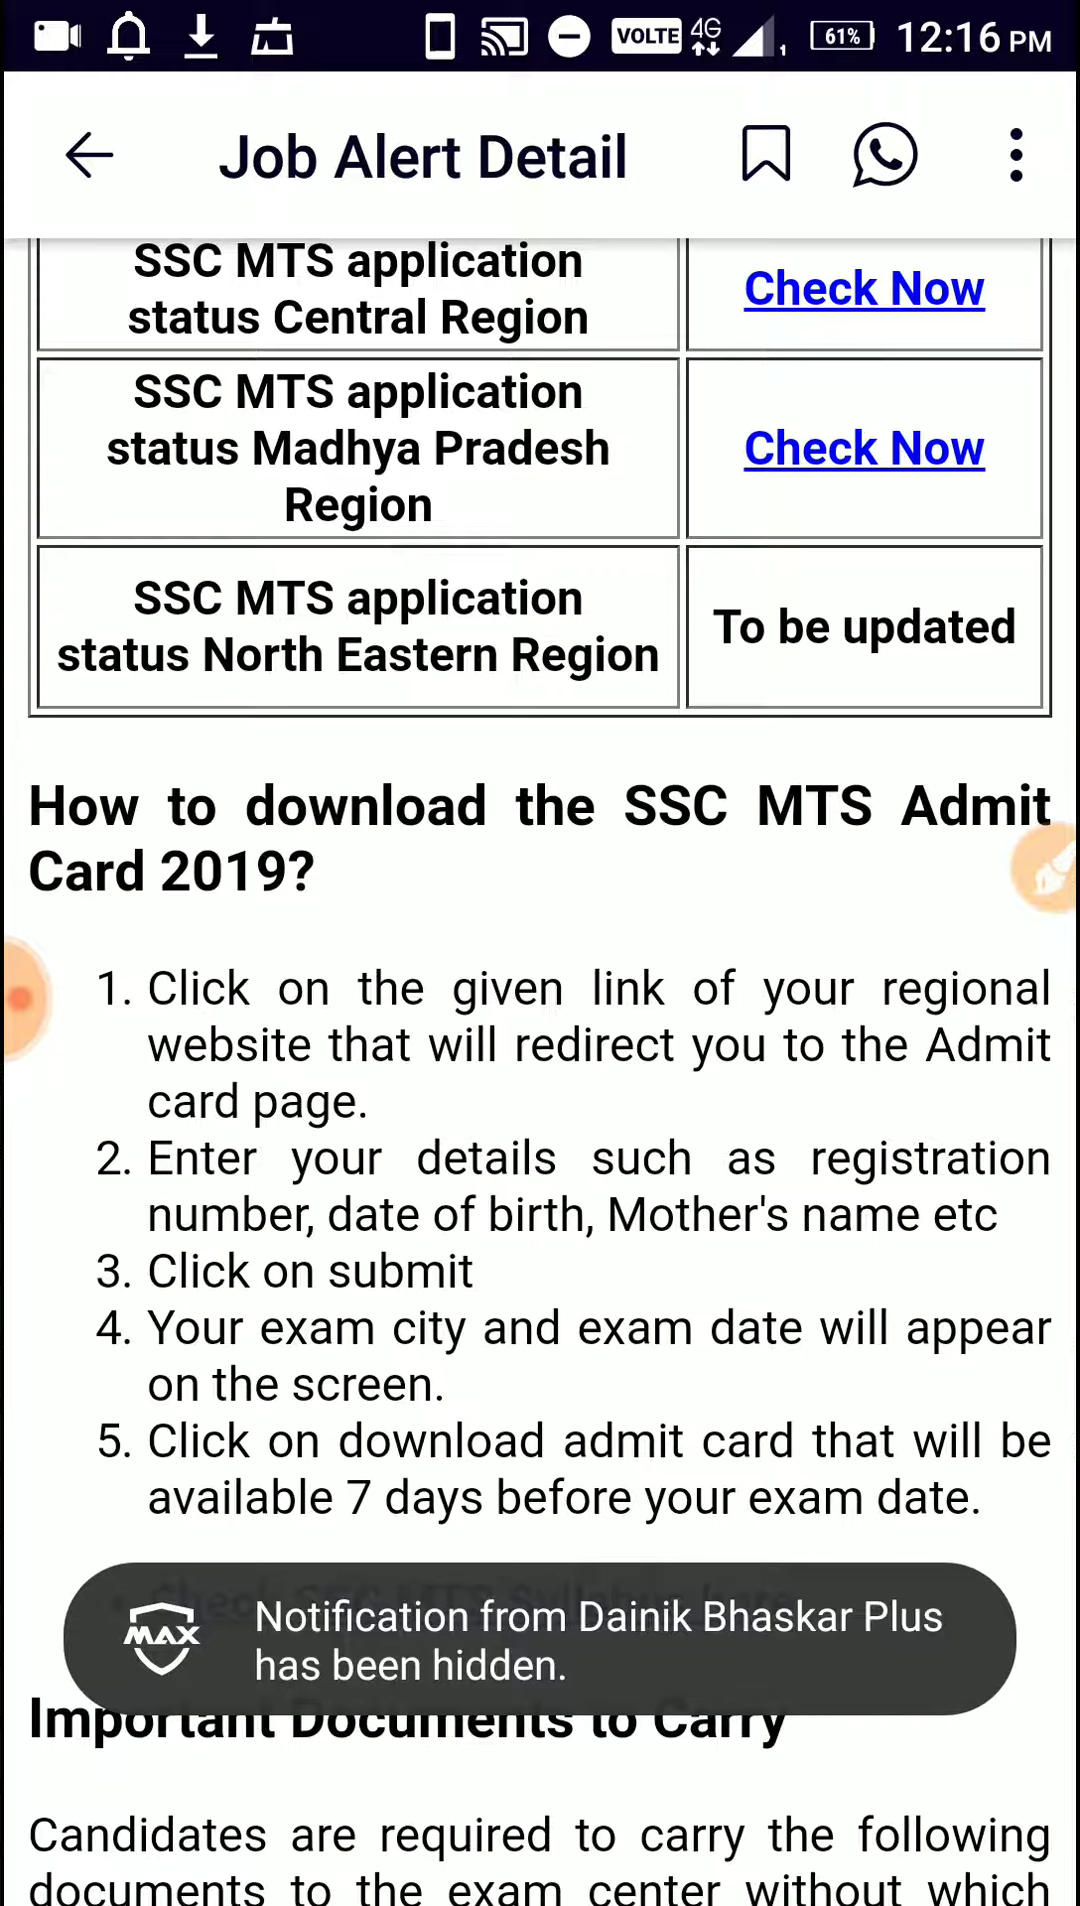 VOLTE 4G 1 61% 12:16 PM
Job Alert Detail
SSC MTS application
status Central Region
Check Now
SSC MTS application
status Madhya Pradesh
Region
Check Now
SSC MTS application
status North Eastern Region
To be updated
How to download the SSC MTS Admit
Card 2019?
1. Click on the given link of your regional
website that will redirect you to the Admit
card page.
2. Enter your details such as registration
number, date of birth, Mother's name etc
3. Click on submit
4. Your exam city and exam date will appear
on the screen.
5. Click on download admit card that will be
available 7 days before your exam date.
Check SSC MTS Syllabus here
MAX
Notification from Dainik Bhaskar Plus
has been hidden.
Important Documents to Carry
Candidates are required to carry the following
documents to the exam center without which